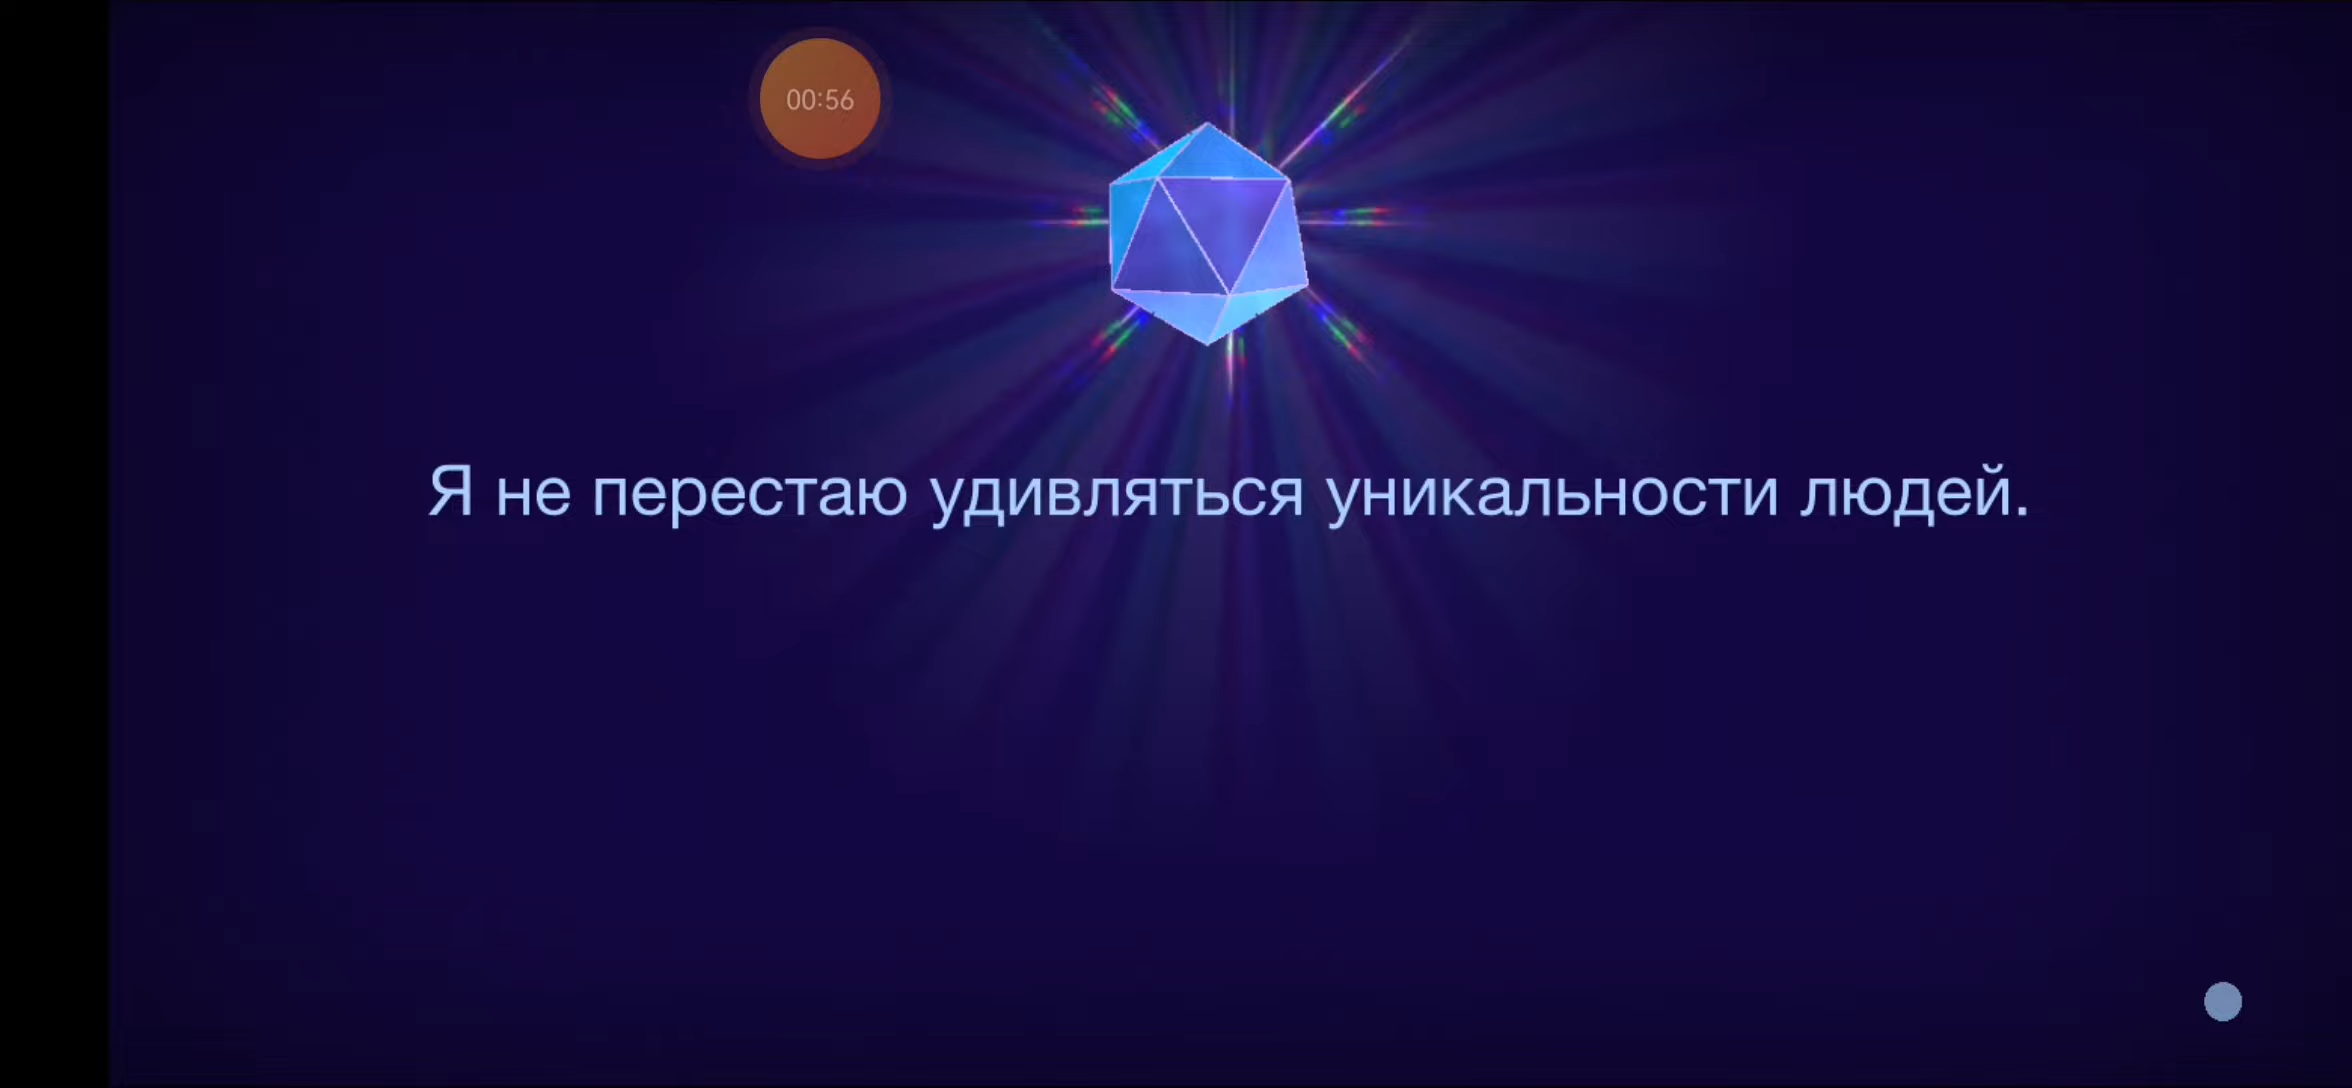 00:56
Я не перестаю удивляться уникальности людей.